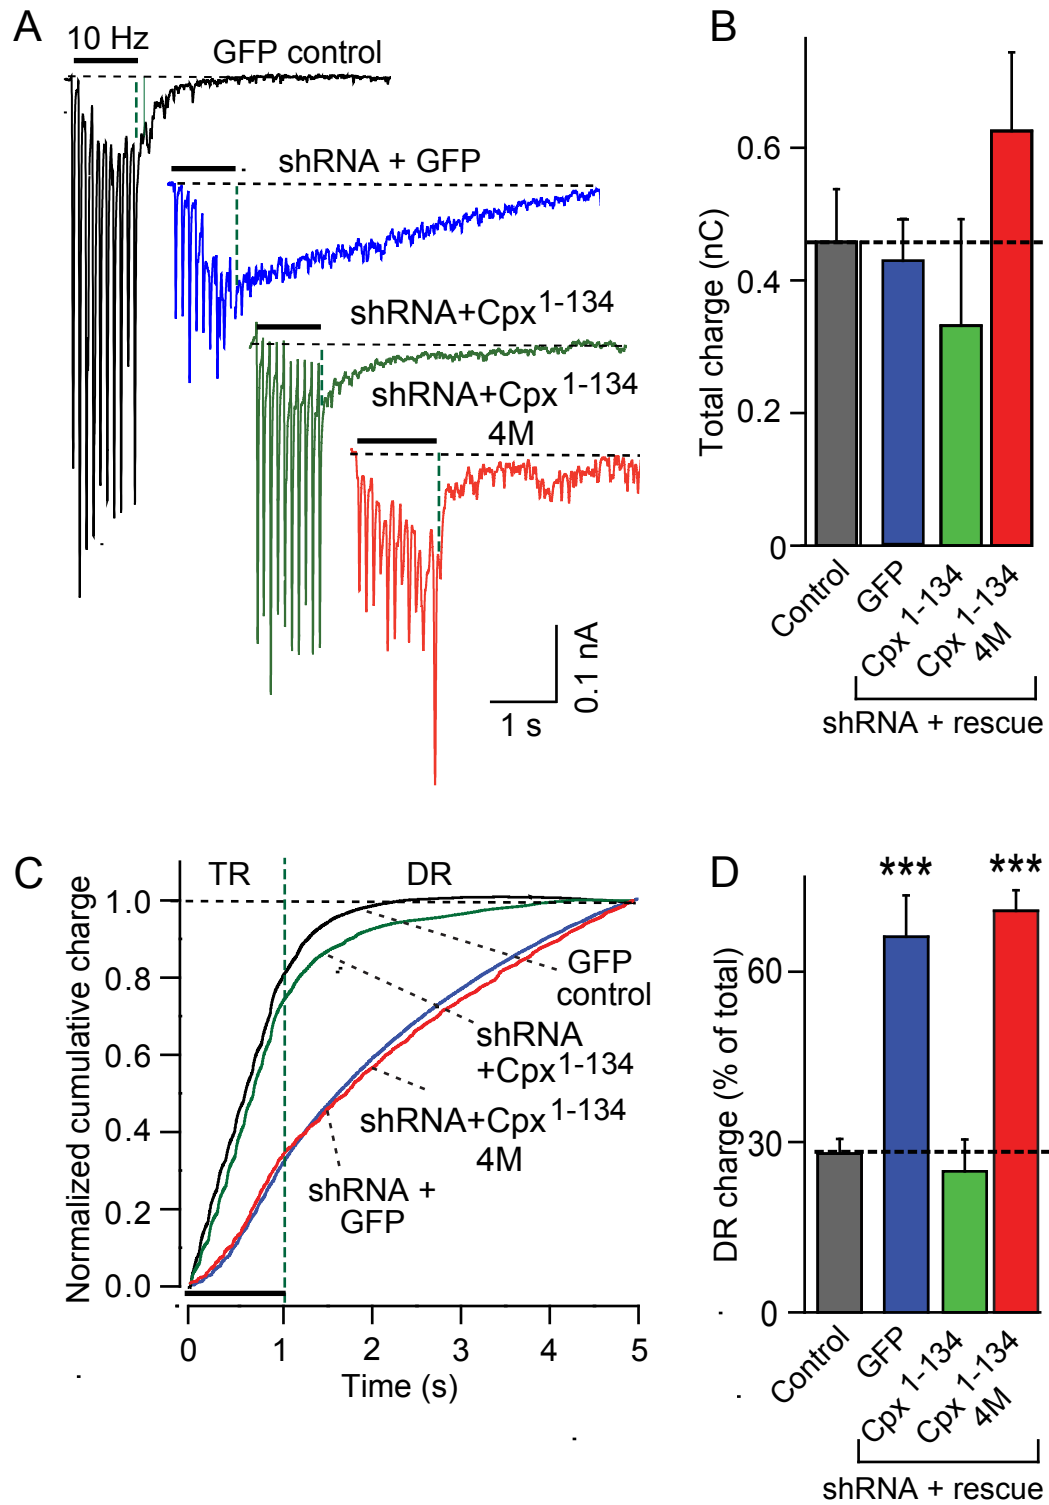 A
10 Hz
GFP control
shRNA + GFP
shRNA+Cpx1-134
shRNA+Cpx1-134
4M
0.1 nA
1 s
B
Total charge (nC)
0.6
0.4
0.2
0
Control
GFP
Cpx 1-134
Cpx 1-134
4M
shRNA + rescue
C
Normalized cumulative charge
TR
DR
1.0
0.8
0.6
0.4
0.2
0.0
GFP
control
shRNA
+Cpx1-134
shRNA+Cpx1-134
4M
shRNA +
GFP
0 1 2 3 4 5
Time (s)
D
DR charge (% of total)
***
***
60
30
0
Control
GFP
Cpx 1-134
Cpx 1-134
4M
shRNA + rescue